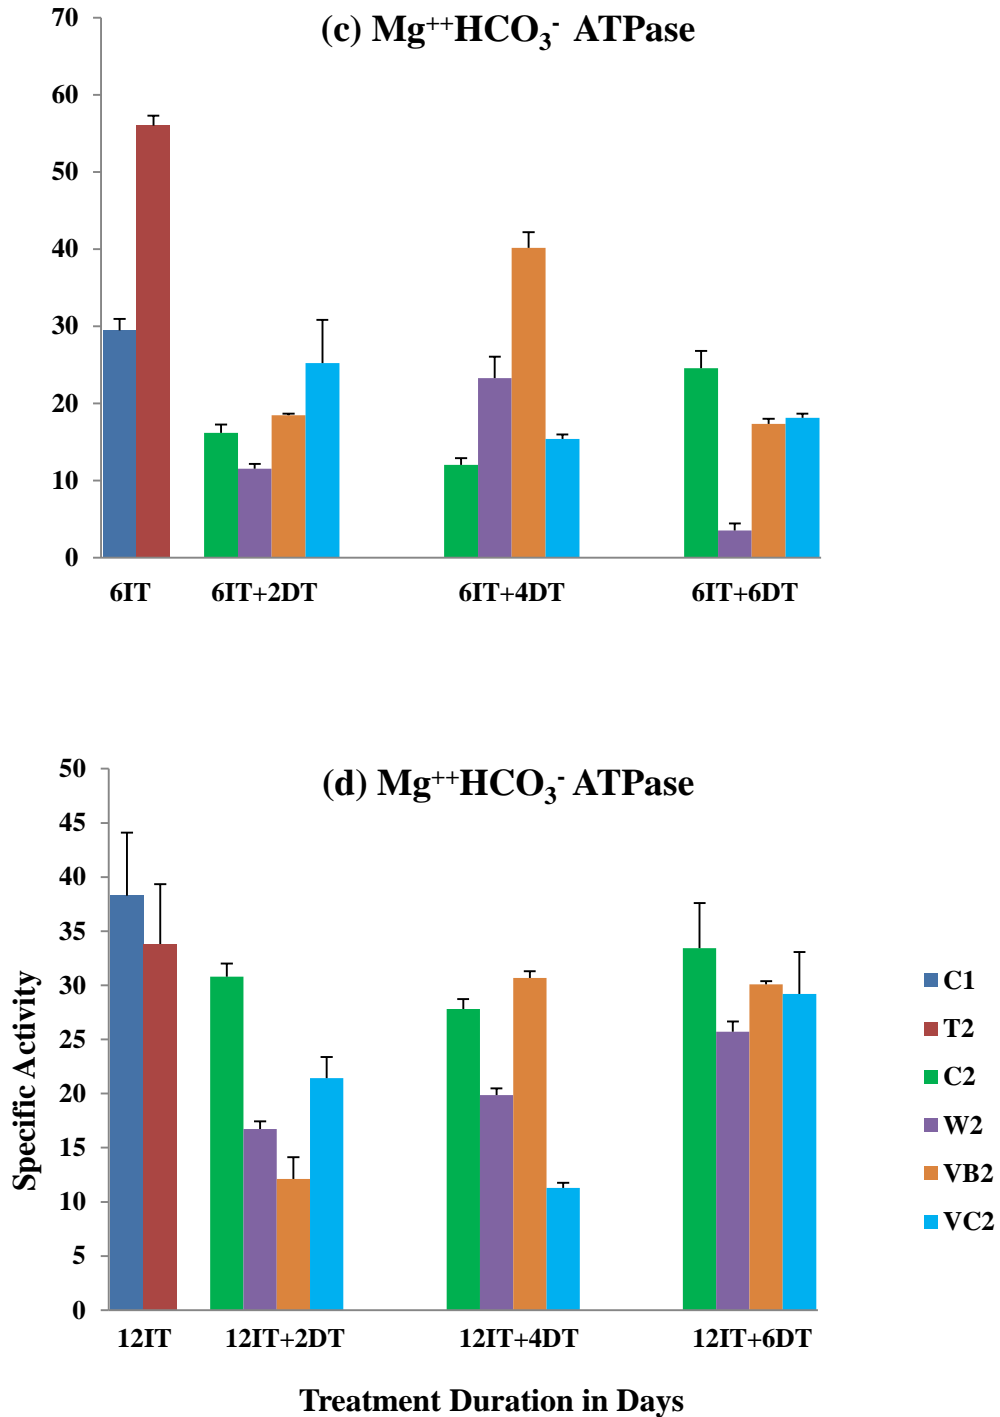 (c) Mg⁺⁺HCO₃⁻ ATPase
70
60
50
40
30
20
10
0
6IT 6IT+2DT 6IT+4DT 6IT+6DT
(d) Mg⁺⁺HCO₃⁻ ATPase
50
45
40
35
30
25
20
15
10
5
0
Specific Activity
12IT 12IT+2DT 12IT+4DT 12IT+6DT
Treatment Duration in Days
C1
T2
C2
W2
VB2
VC2